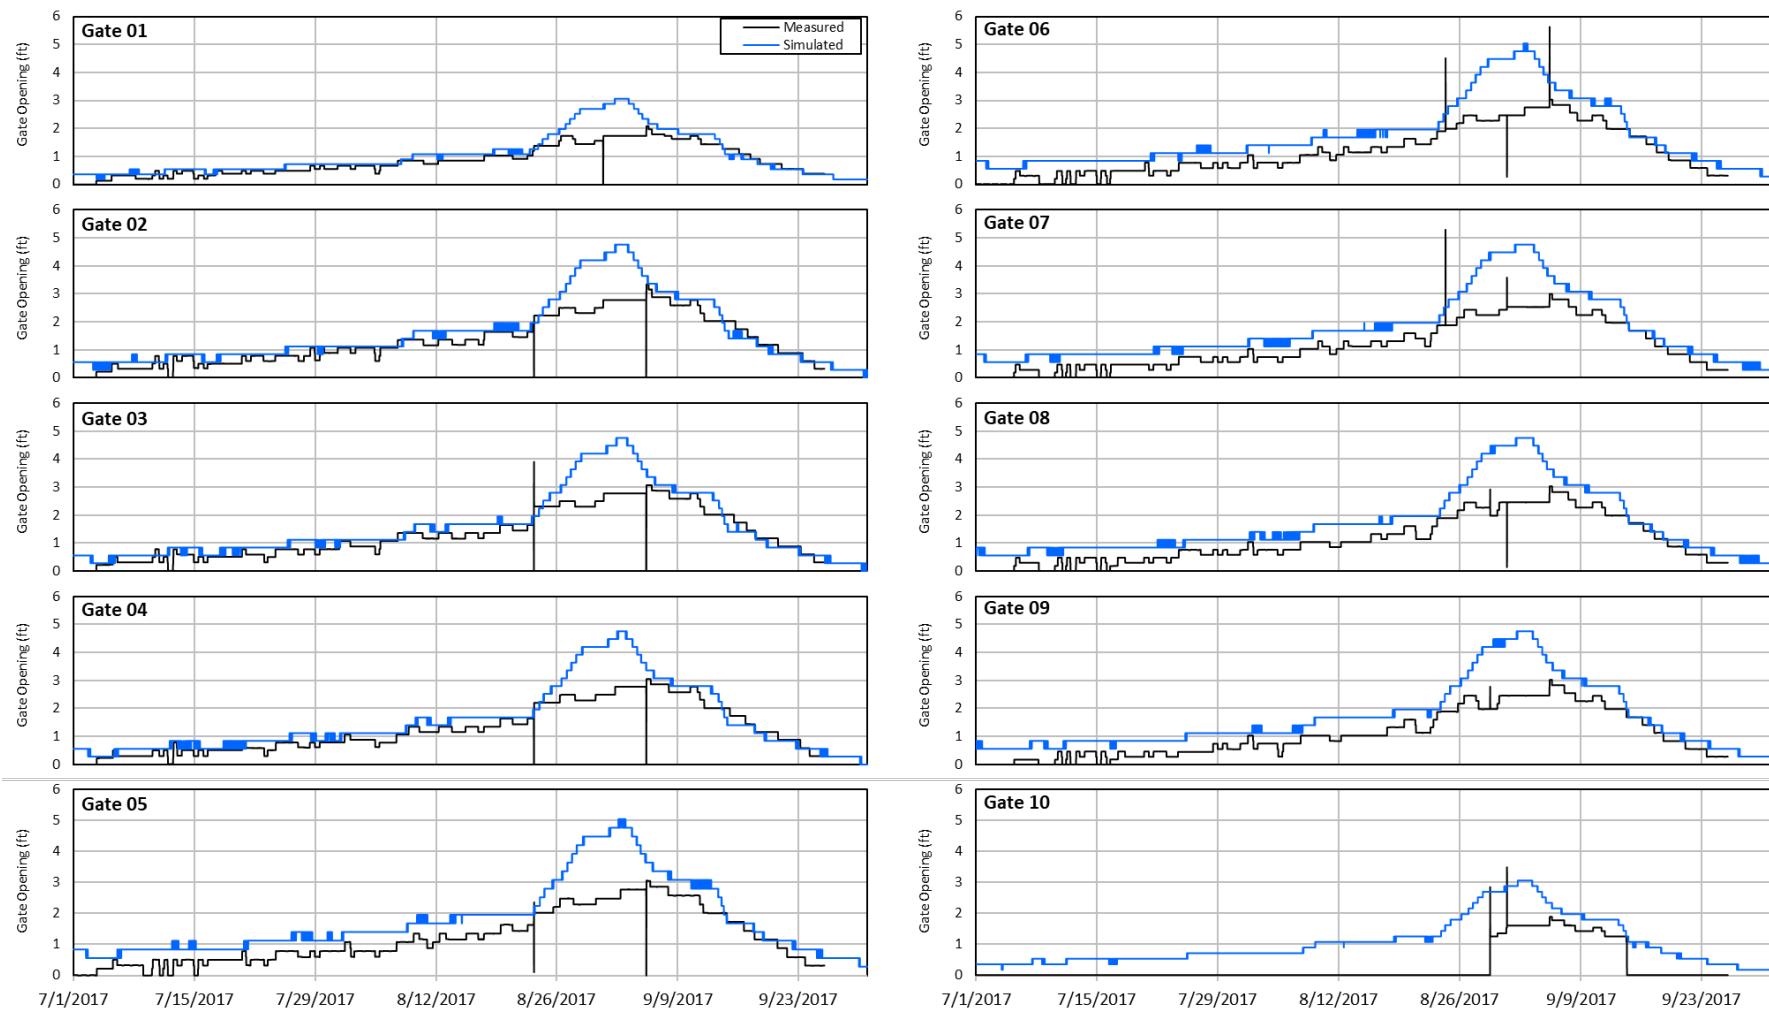 Gate 01
Measured
Simulated
Gate Opening (ft)
6
5
4
3
2
1
0
Gate 06
Gate Opening (ft)
6
5
4
3
2
1
0
Gate 02
Gate Opening (ft)
6
5
4
3
2
1
0
Gate 07
Gate Opening (ft)
6
5
4
3
2
1
0
Gate 03
Gate Opening (ft)
6
5
4
3
2
1
0
Gate 08
Gate Opening (ft)
6
5
4
3
2
1
0
Gate 04
Gate Opening (ft)
6
5
4
3
2
1
0
Gate 09
Gate Opening (ft)
6
5
4
3
2
1
0
Gate 05
Gate Opening (ft)
6
5
4
3
2
1
0
7/1/2017 7/15/2017 7/29/2017 8/12/2017 8/26/2017 9/9/2017 9/23/2017
Gate 10
Gate Opening (ft)
6
5
4
3
2
1
0
7/1/2017 7/15/2017 7/29/2017 8/12/2017 8/26/2017 9/9/2017 9/23/2017